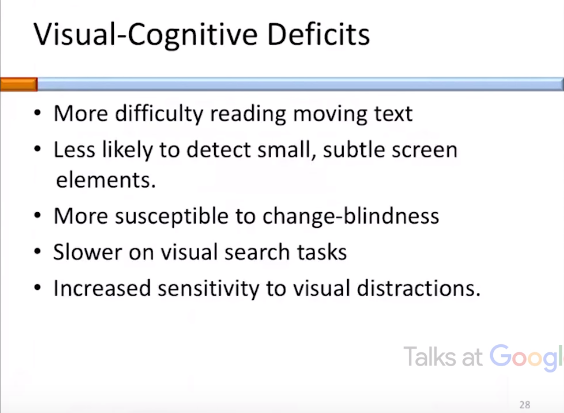 Visual-Cognitive Deficits
• More difficulty reading moving text
• Less likely to detect small, subtle screen
elements.
• More susceptible to change-blindness
• Slower on visual search tasks
• Increased sensitivity to visual distractions.
Talks at Googl
28